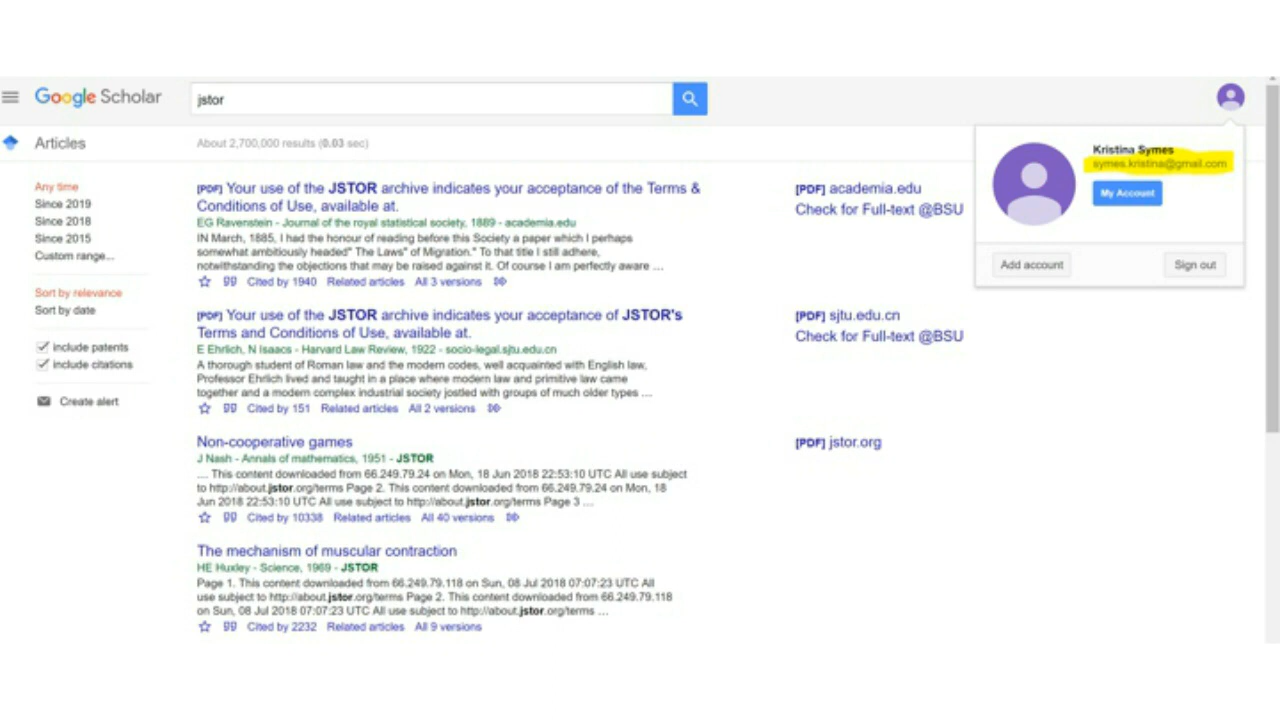 Google Scholar
jstor
Articles
About 2,700,000 results (0.03 sec)
Any time
Since 2019
Since 2018
Since 2015
Custom range...
Sort by relevance
Sort by date
include patents
include citations
Create alert
[PDF] Your use of the JSTOR archive indicates your acceptance of the Terms &
Conditions of Use, available at.
EG Ravenstein - Journal of the royal statistical society, 1889 - academia.edu
IN March, 1885, I had the honour of reading before this Society a paper which I perhaps
somewhat ambitiously headed" The Laws" of Migration." To that title I still adhere,
notwithstanding the objections that may be raised against it. Of course I am perfectly aware ...
Cited by 1940 Related articles All 3 versions
[PDF] academia.edu
Check for Full-text @BSU
[PDF] Your use of the JSTOR archive indicates your acceptance of JSTOR's
Terms and Conditions of Use, available at.
E Ehrlich, N Isaacs - Harvard Law Review, 1922 - socio-legal.sjtu.edu.cn
A thorough student of Roman law and the modern codes, well acquainted with English law,
Professor Ehrlich lived and taught in a place where modern law and primitive law came
together and a modern complex industrial society jostled with groups of much older types ...
Cited by 151 Related articles All 2 versions
[PDF] sjtu.edu.cn
Check for Full-text @BSU
Non-cooperative games
J Nash - Annals of mathematics, 1951 - JSTOR
... This content downloaded from 66.249.79.24 on Mon, 18 Jun 2018 22:53:10 UTC All use subject
to http://about.jstor.org/terms Page 2. This content downloaded from 66.249.79.24 on Mon, 18
Jun 2018 22:53:10 UTC All use subject to http://about.jstor.org/terms Page 3 ...
Cited by 10338 Related articles All 40 versions
[PDF] jstor.org
The mechanism of muscular contraction
HE Huxley - Science, 1969 - JSTOR
Page 1. This content downloaded from 66.249.79.118 on Sun, 08 Jul 2018 07:07:23 UTC All
use subject to http://about.jstor.org/terms Page 2. This content downloaded from 66.249.79.118
on Sun, 08 Jul 2018 07:07:23 UTC All use subject to http://about.jstor.org/terms ...
Cited by 2232 Related articles All 9 versions
Kristina Symes
symes.kristina@gmail.com
My Account
Add account
Sign out